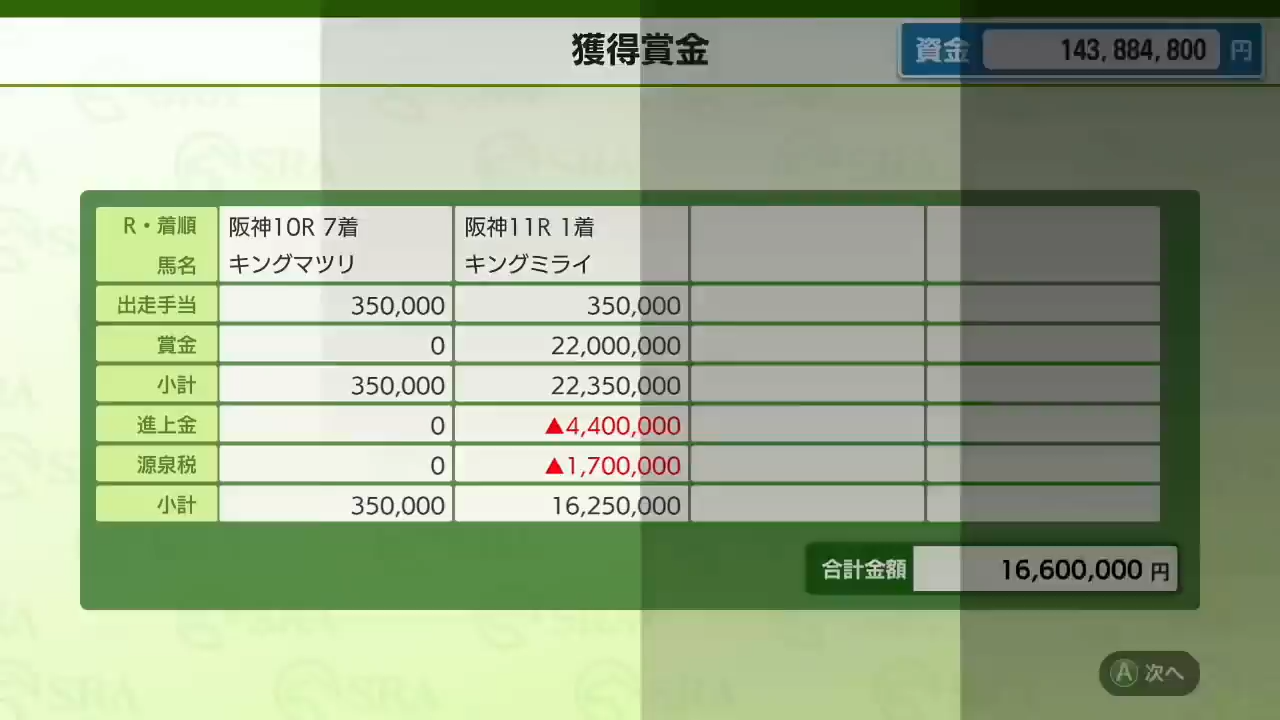 獲得賞金
資金 143,884,800 円
R・着順 阪神10R 7着 阪神11R 1着
馬名 キングマツリ キングミライ
出走手当 350,000 350,000
賞金 0 22,000,000
小計 350,000 22,350,000
進上金 0 ▲4,400,000
源泉税 0 ▲1,700,000
小計 350,000 16,250,000
合計金額 16,600,000 円
A 次へ